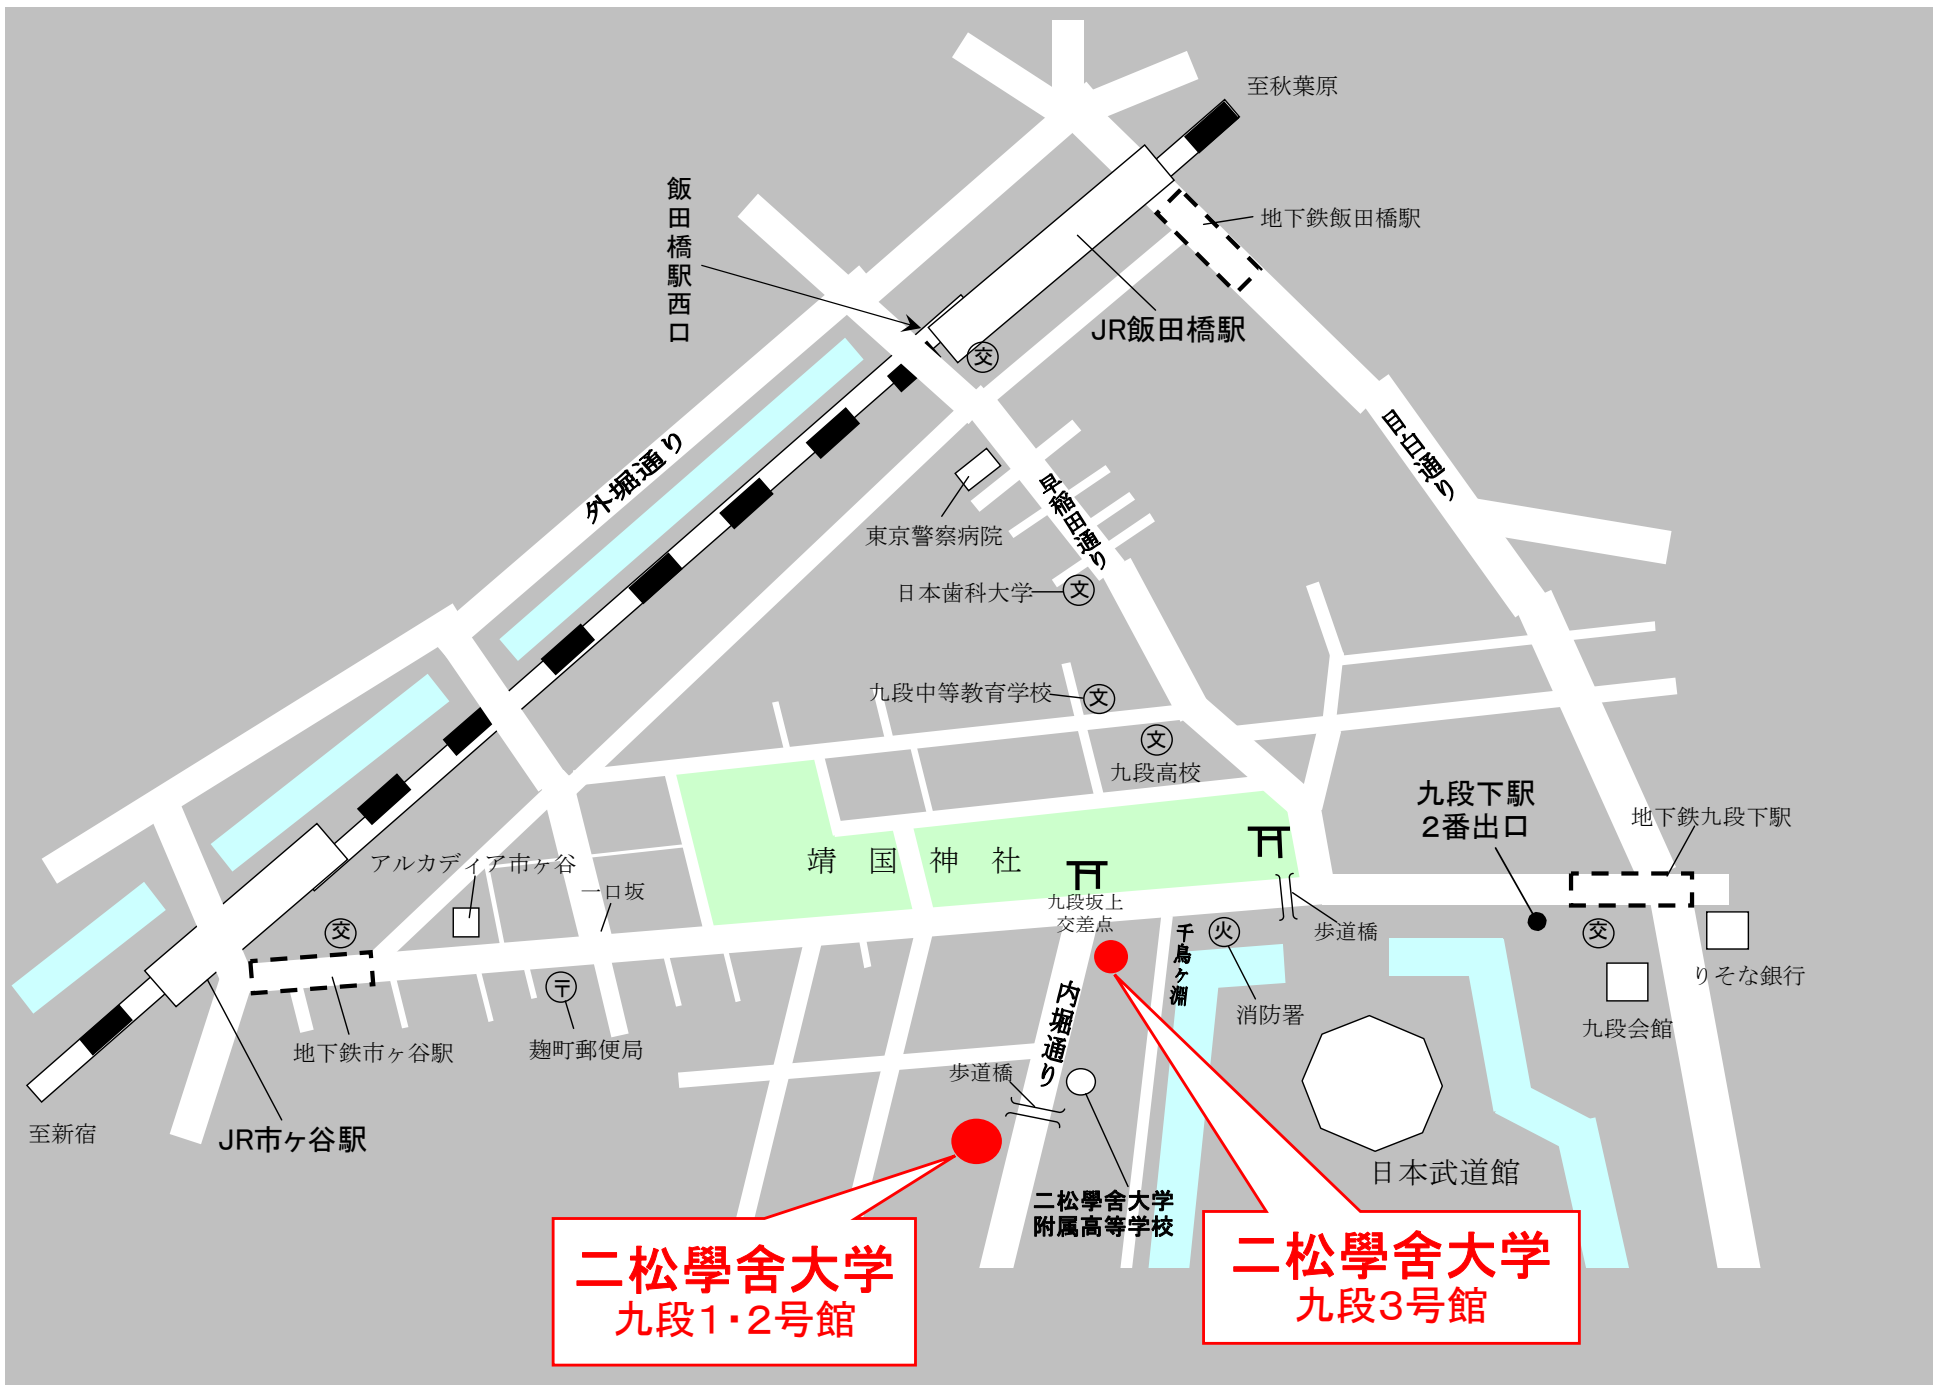 至秋葉原
飯田橋駅西口
地下鉄飯田橋駅
JR飯田橋駅
交
外堀通り
目白通り
早稲田通り
東京警察病院
日本歯科大学
文
九段中等教育学校
文
文
九段高校
九段下駅
2番出口
地下鉄九段下駅
靖国神社
アルカディア市ヶ谷
一口坂
九段坂上
交差点
歩道橋
千鳥ヶ淵
火
消防署
交
りそな銀行
九段会館
交
地下鉄市ヶ谷駅
〒
麹町郵便局
内堀通り
歩道橋
至新宿
JR市ヶ谷駅
日本武道館
二松學舍大学
附属高等学校
二松學舍大学
九段1・2号館
二松學舍大学
九段3号館